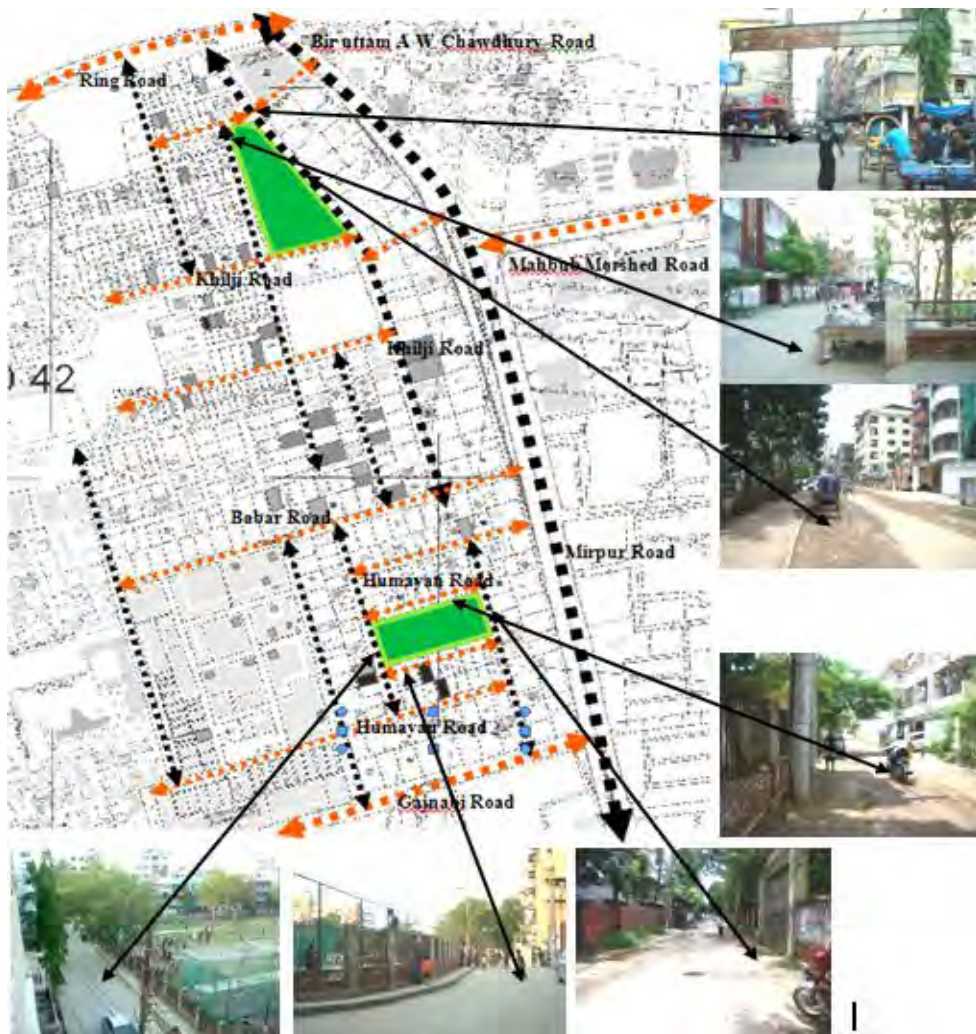 Bir uttam A W Chawdhury Road
Ring Road
Mahbub Morshed Road
Khilji Road
Khilji Road
42
Babar Road
Mirpur Road
Humayan Road
Humayan Road
Gajnabi Road